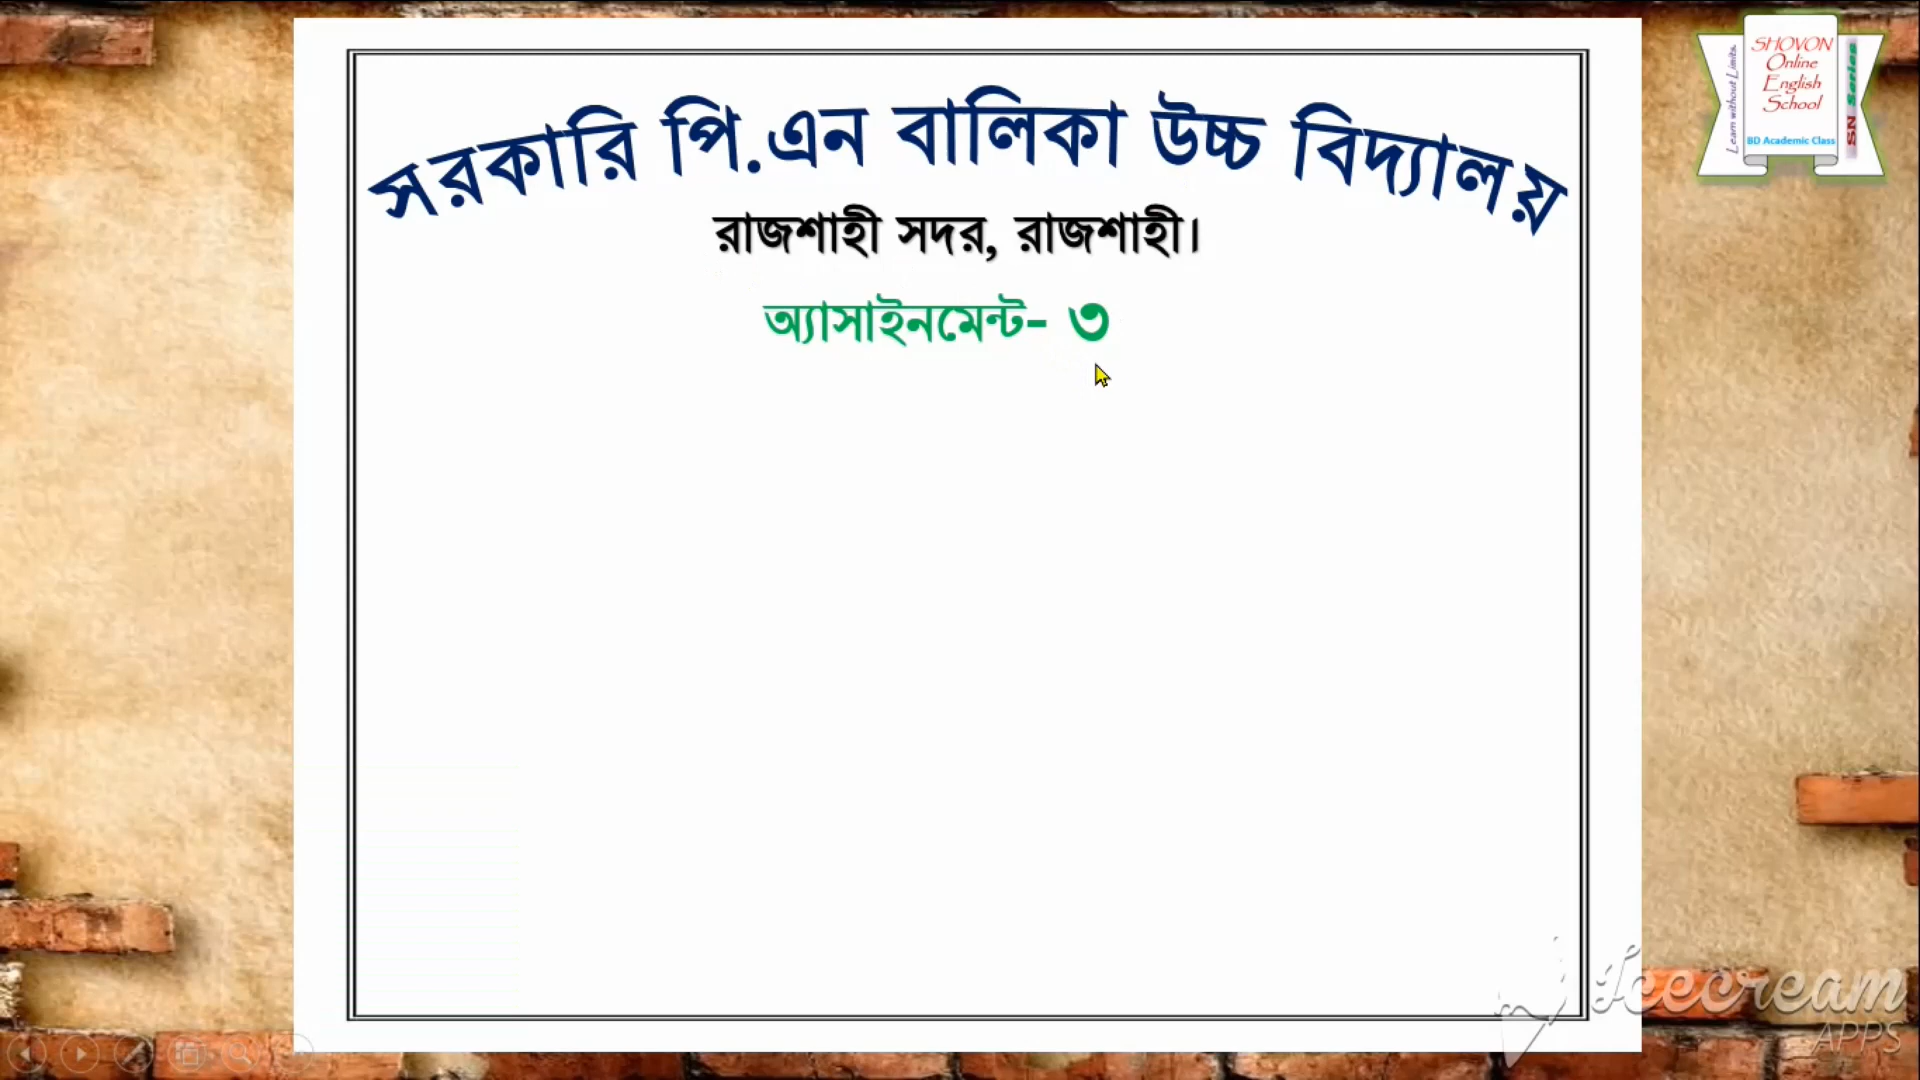 সরকারি পি.এন বালিকা উচ্চ বিদ্যালয়
রাজশাহী সদর, রাজশাহী।
অ্যাসাইনমেন্ট- ৩
Learn without Limits.
SHOVON
Online
English
School
BD Academic Class
SN Series
Icecream
APPS